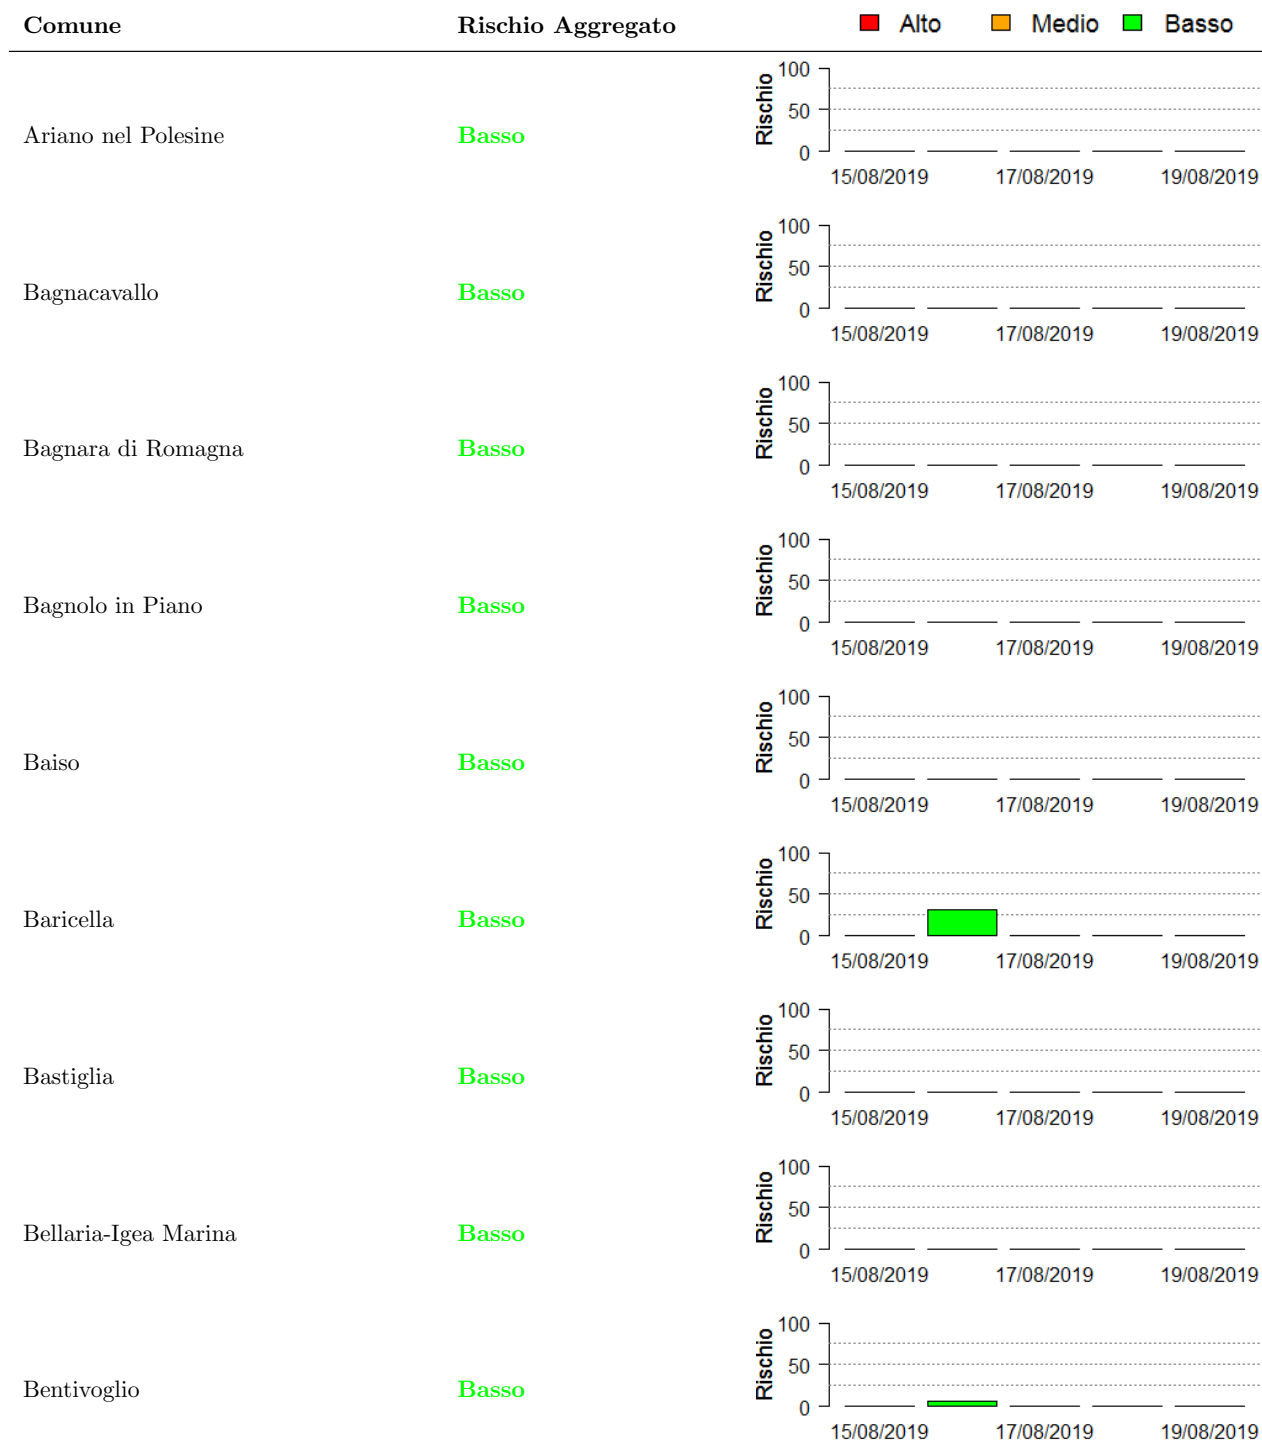 Comune Rischio Aggregato Alto Medio Basso
100
Rischio
50
Ariano nel Polesine Basso
0
15/08/2019 17/08/2019 19/08/2019
100
Rischio
50
Bagnacavallo Basso
0
15/08/2019 17/08/2019 19/08/2019
100
Rischio
50
Bagnara di Romagna Basso
0
15/08/2019 17/08/2019 19/08/2019
100
Rischio
50
Bagnolo in Piano Basso
0
15/08/2019 17/08/2019 19/08/2019
100
Rischio
50
Baiso Basso
0
15/08/2019 17/08/2019 19/08/2019
100
Rischio
50
Baricella Basso
0
15/08/2019 17/08/2019 19/08/2019
100
Rischio
50
Bastiglia Basso
0
15/08/2019 17/08/2019 19/08/2019
100
Rischio
50
Bellaria-Igea Marina Basso
0
15/08/2019 17/08/2019 19/08/2019
100
Rischio
50
Bentivoglio Basso
0
15/08/2019 17/08/2019 19/08/2019